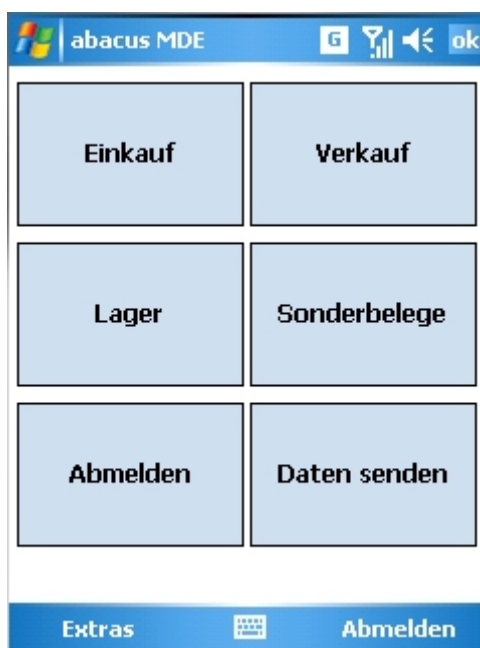 abacus MDE G ok
Einkauf Verkauf
Lager Sonderbelege
Abmelden Daten senden
Extras Abmelden